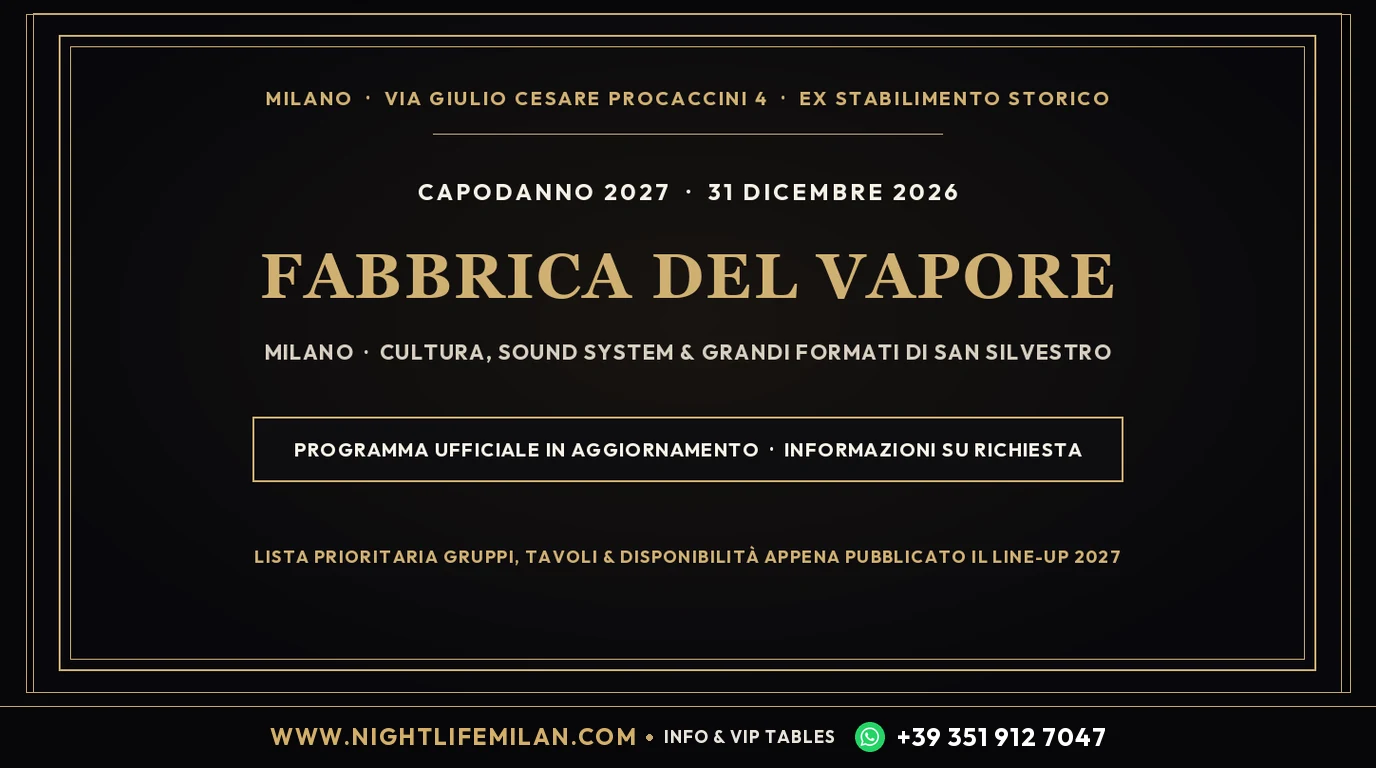 MILANO · VIA GIULIO CESARE PROCACCINI 4 · EX STABILIMENTO STORICO
CAPODANNO 2027 · 31 DICEMBRE 2026
FABBRICA DEL VAPORE
MILANO · CULTURA, SOUND SYSTEM & GRANDI FORMATI DI SAN SILVESTRO
PROGRAMMA UFFICIALE IN AGGIORNAMENTO · INFORMAZIONI SU RICHIESTA
LISTA PRIORITARIA GRUPPI, TAVOLI & DISPONIBILITÀ APPENA PUBBLICATO IL LINE-UP 2027
WWW.NIGHTLIFEMILAN.COM • INFO & VIP TABLES +39 351 912 7047